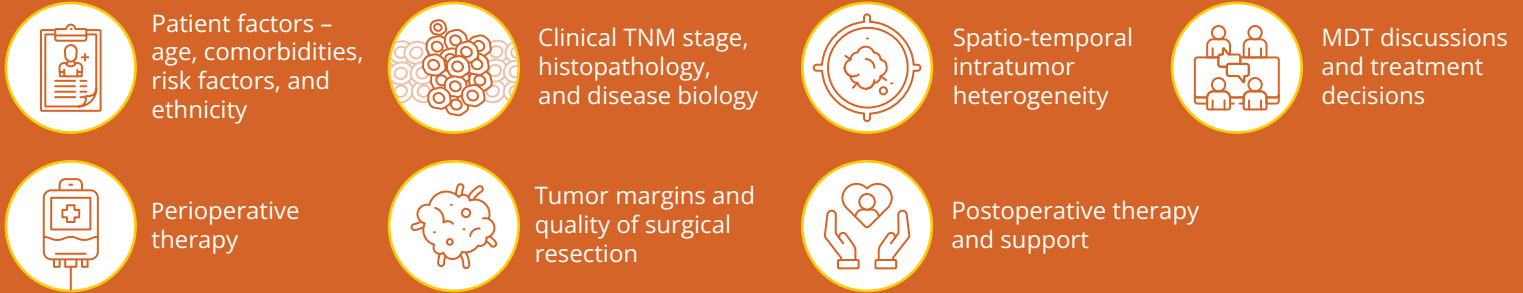 Patient factors –
age, comorbidities,
risk factors, and
ethnicity
Clinical TNM stage,
histopathology,
and disease biology
Spatio-temporal
intratumor
heterogeneity
MDT discussions
and treatment
decisions
Perioperative
therapy
Tumor margins and
quality of surgical
resection
Postoperative therapy
and support